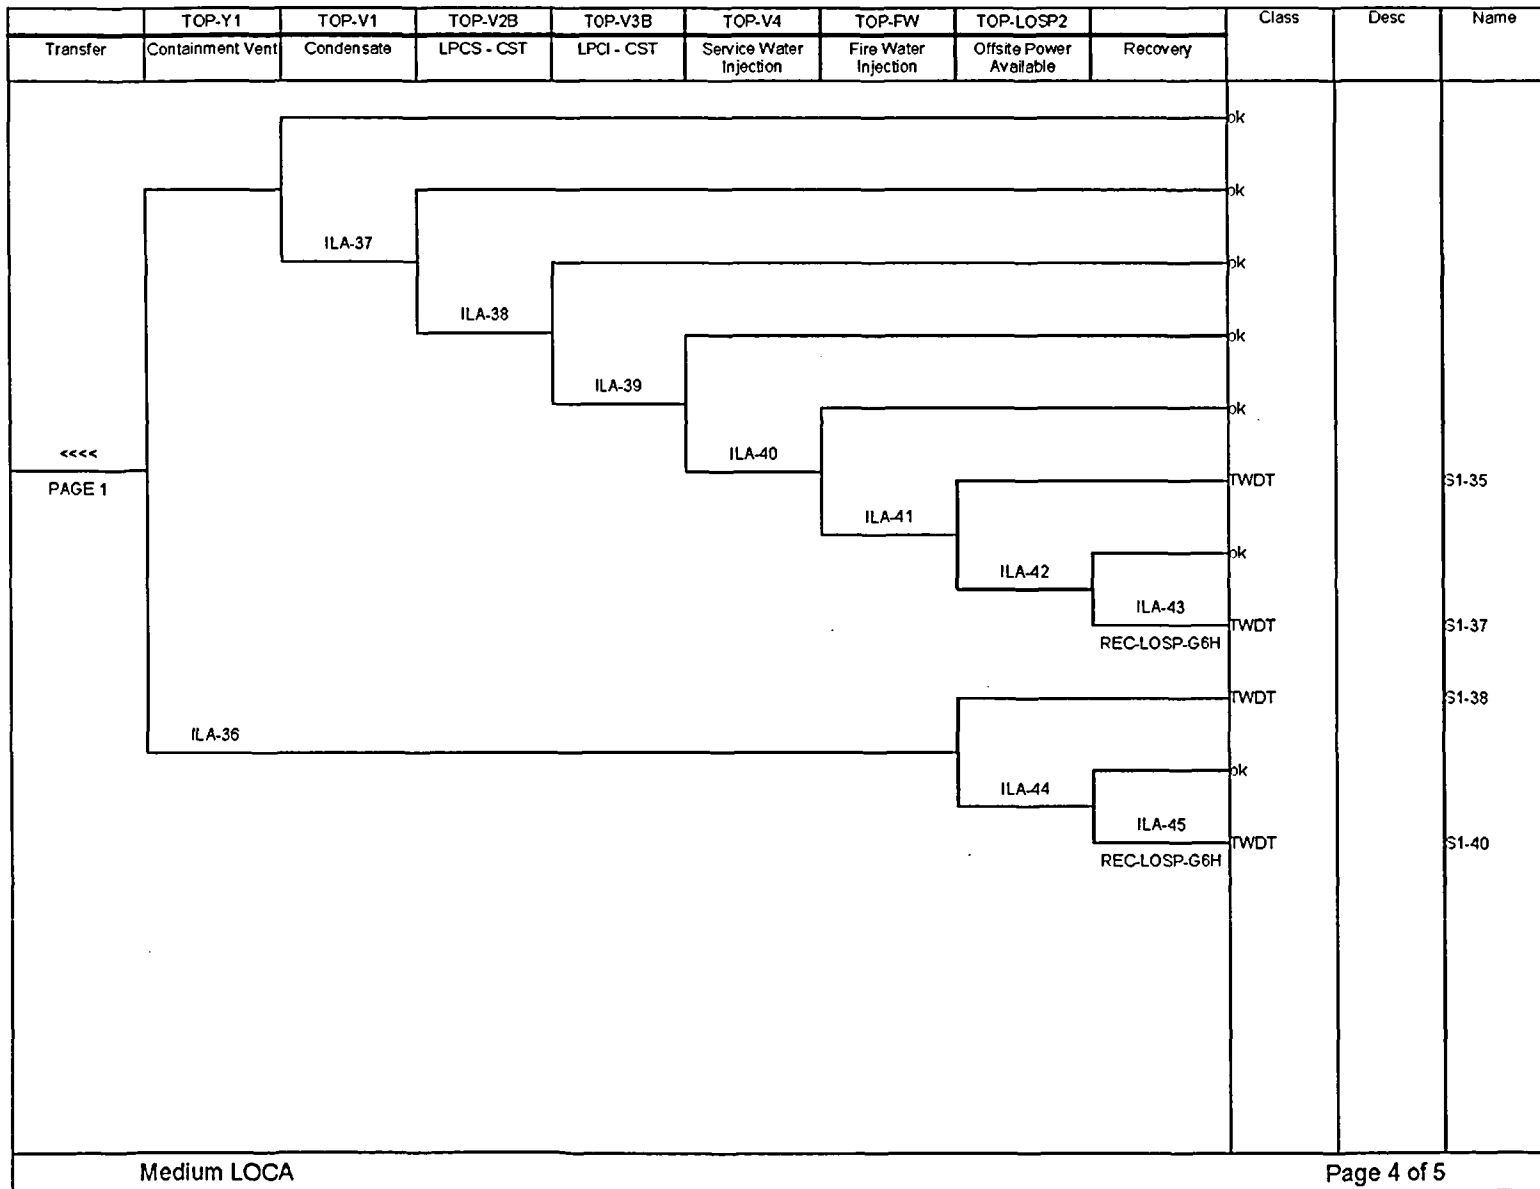 TOP-Y1 TOP-V1 TOP-V2B TOP-V3B TOP-V4 TOP-FW TOP-LOSP2 Class Desc Name
Transfer Containment Vent Condensate LPCS - CST LPCI - CST Service Water Injection Fire Water Injection Offsite Power Available Recovery
ok
ok
ILA-37
ok
ILA-38
ok
ILA-39
ok
<<<< ILA-40
PAGE 1 TWDT S1-35
ILA-41
ok
ILA-42
ILA-43
TWDT S1-37
REC-LOSP-G6H
TWDT S1-38
ILA-36
ok
ILA-44
ILA-45
TWDT S1-40
REC-LOSP-G6H
Medium LOCA Page 4 of 5